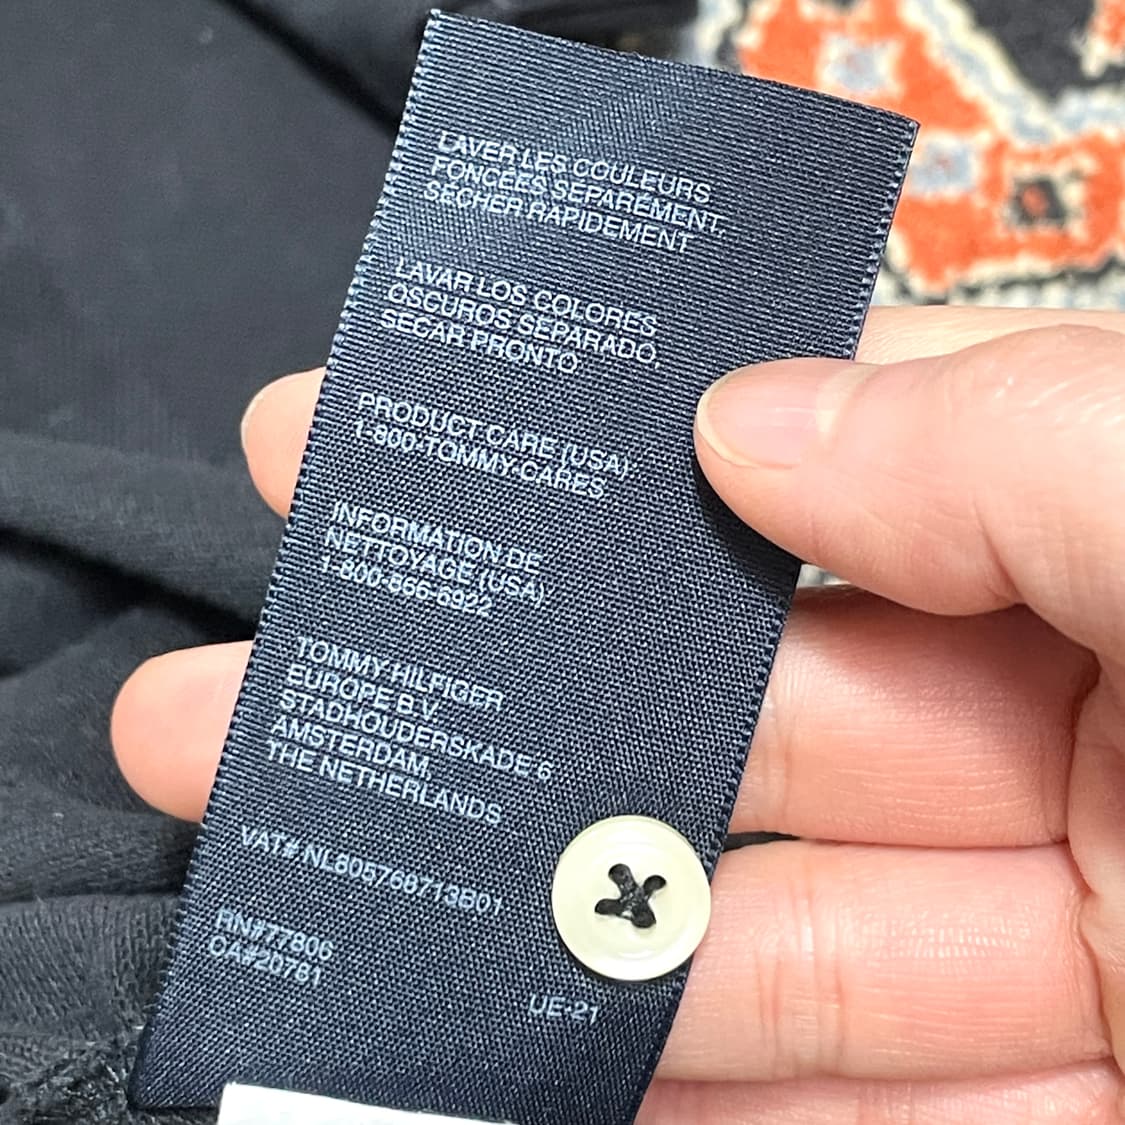 LAVER LES COULEURS
FONCÉES SÉPARÉMENT,
SÉCHER RAPIDEMENT
LAVAR LOS COLORES
OSCUROS SEPARADO,
SECAR PRONTO
PRODUCT CARE (USA):
1-800-TOMMY-CARES
INFORMATION DE
NETTOYAGE (USA)
1-800-866-6922
TOMMY HILFIGER
EUROPE B.V.
STADHOUDERSKADE 6
AMSTERDAM,
THE NETHERLANDS
VAT# NL805768713B01
RN#77806
CA#20781
UE-21